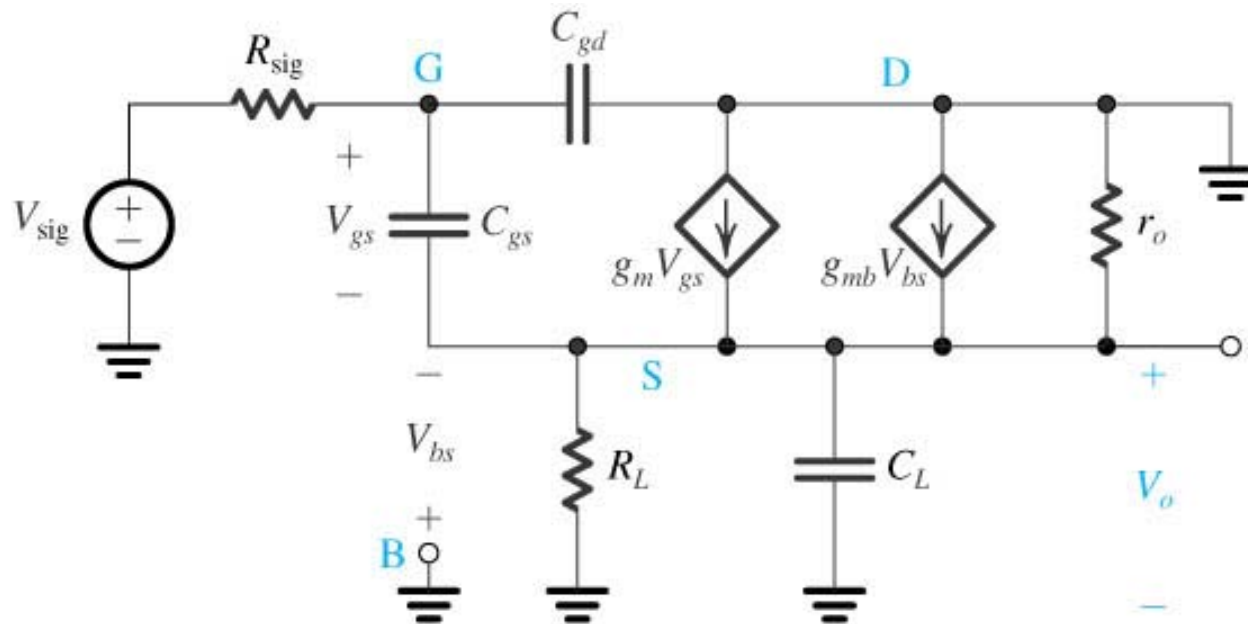 C_gd
R_sig
G
D
+
V_sig
+
−
V_gs
C_gs
g_m V_gs
g_mb V_bs
r_o
−
−
S
+
V_bs
R_L
C_L
V_o
+
B
−